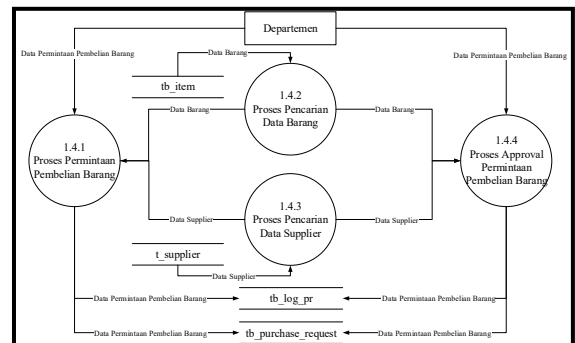 Departemen
Data Permintaan Pembelian Barang
Data Barang
Data Permintaan Pembelian Barang
tb_item
1.4.2
Proses Pencarian
Data Barang
Data Barang
Data Barang
1.4.1
Proses Permintaan
Pembelian Barang
1.4.4
Proses Approval
Permintaan
Pembelian Barang
1.4.3
Proses Pencarian
Data Supplier
Data Supplier
Data Supplier
t_supplier
Data Supplier
Data Permintaan Pembelian Barang
tb_log_pr
Data Permintaan Pembelian Barang
Data Permintaan Pembelian Barang
tb_purchase_request
Data Permintaan Pembelian Barang